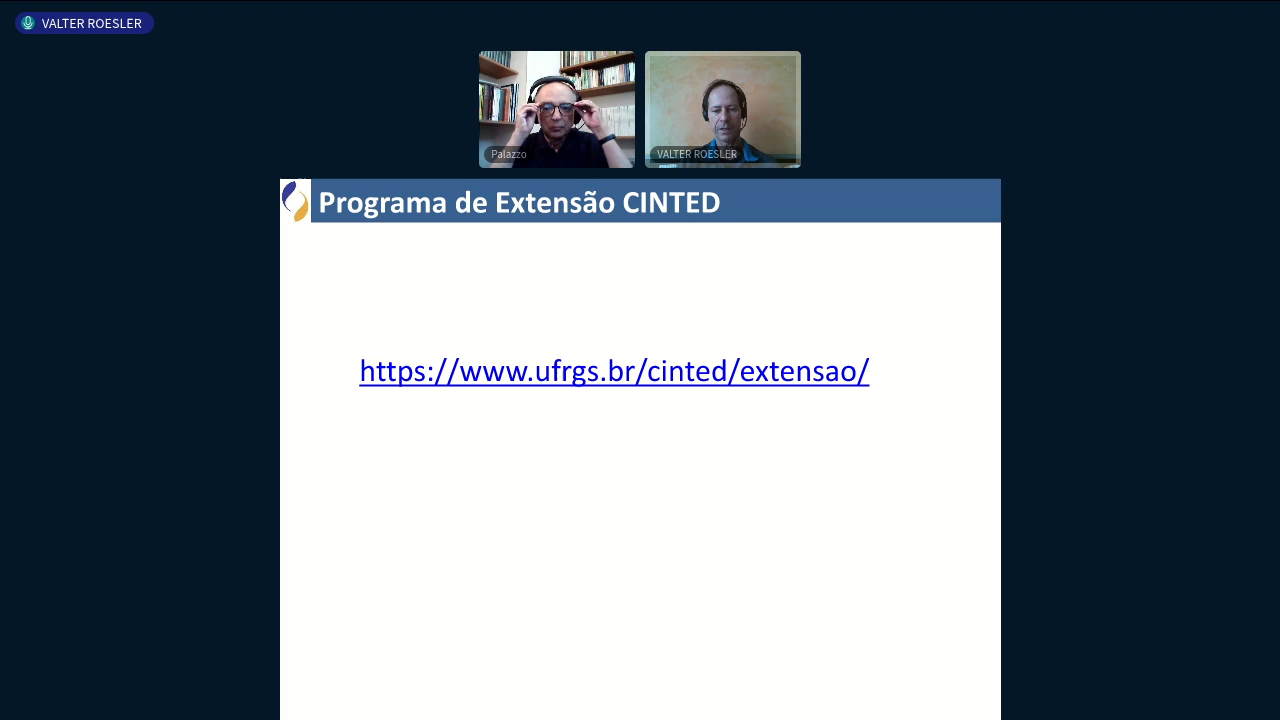 VALTER ROESLER
Palazzo
VALTER ROESLER
Programa de Extensão CINTED
https://www.ufrgs.br/cinted/extensao/